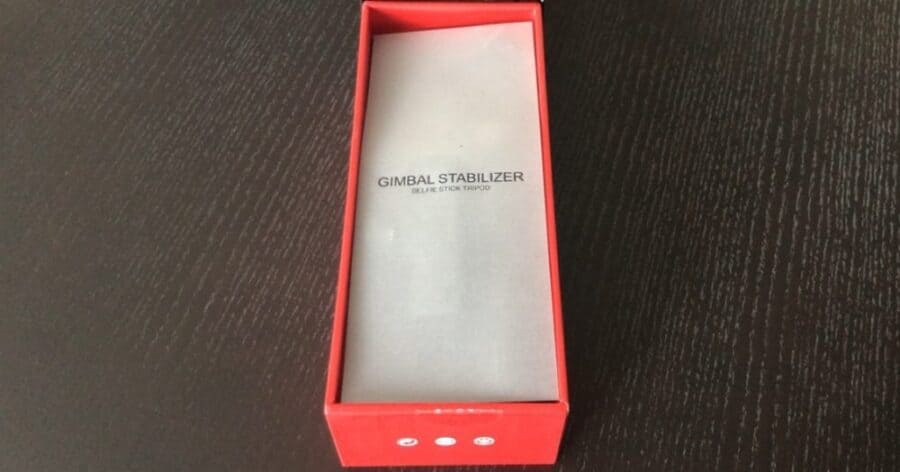 GIMBAL STABILIZER
SELFIE STICK TRIPOD